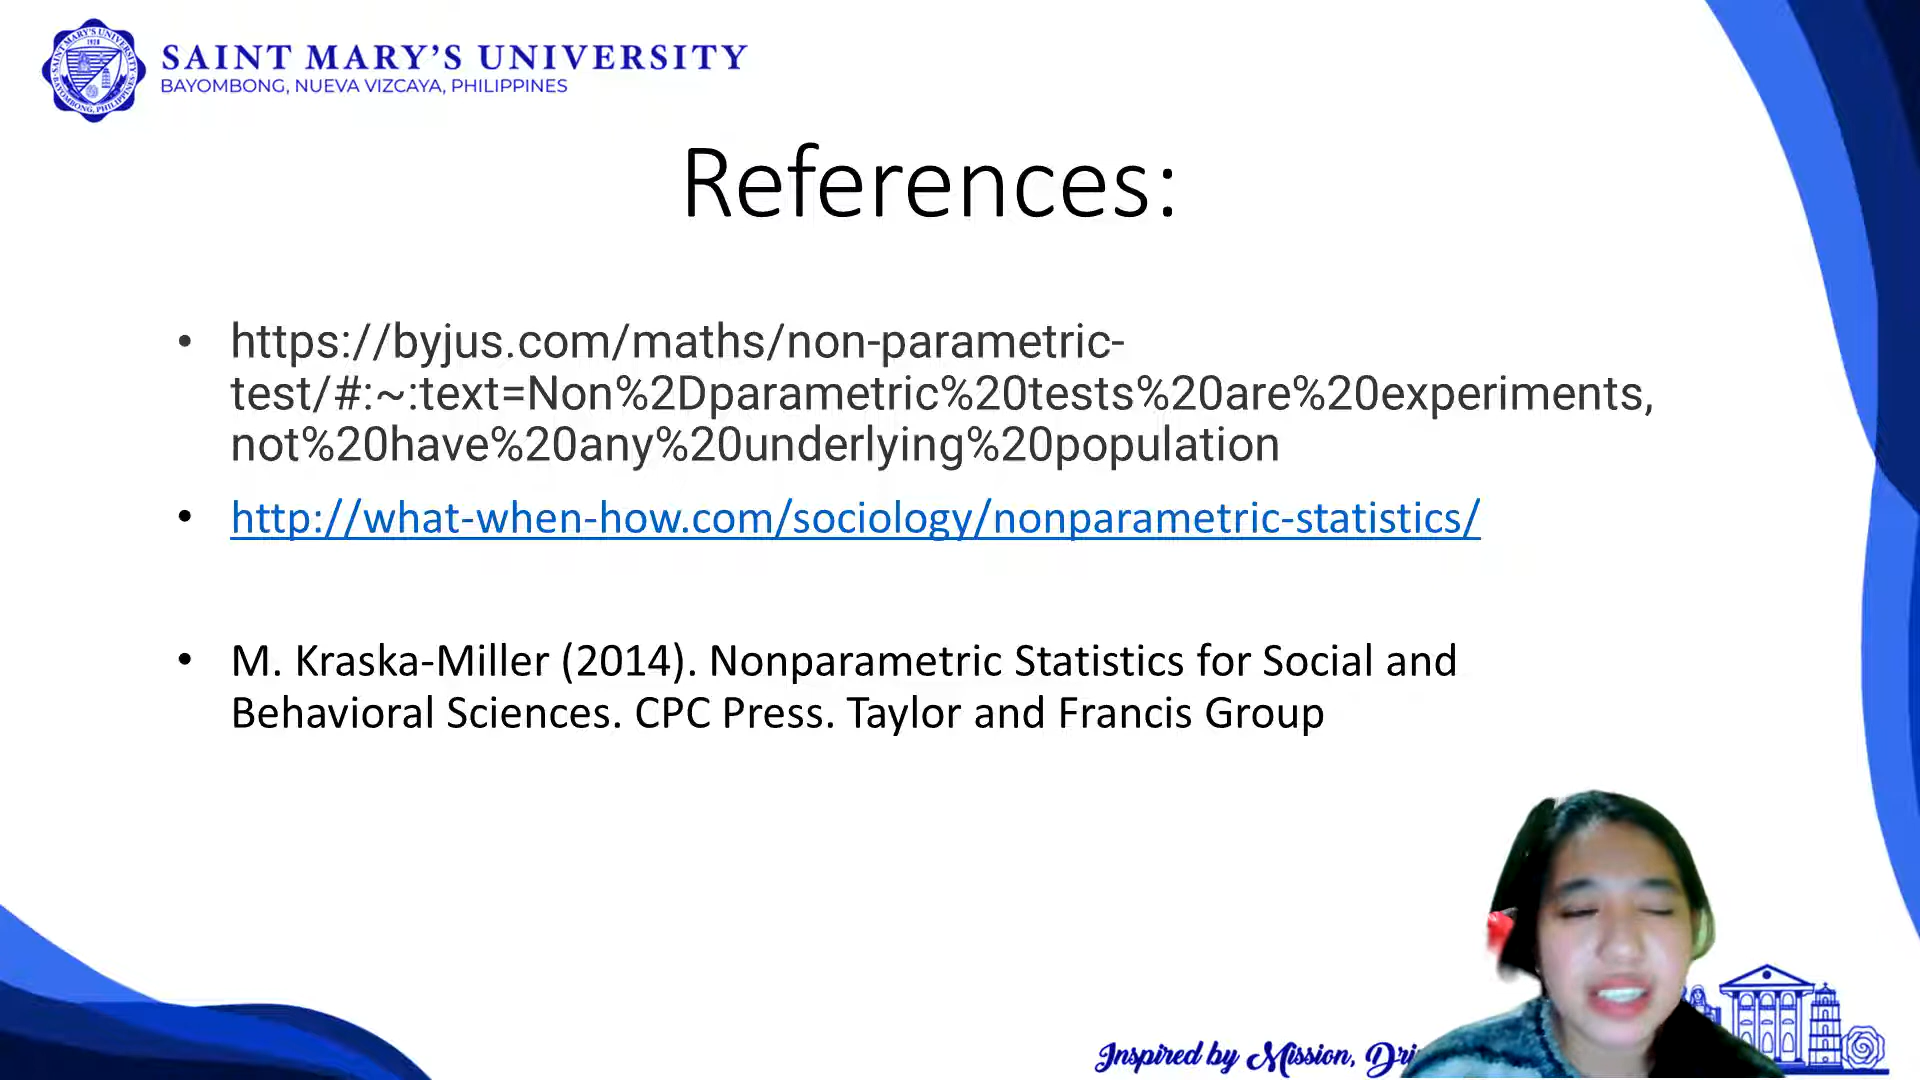 SAINT MARY'S UNIVERSITY
BAYOMBONG, NUEVA VIZCAYA, PHILIPPINES
References:
• https://byjus.com/maths/non-parametric-
test/#:~:text=Non%2Dparametric%20tests%20are%20experiments,
not%20have%20any%20underlying%20population
• http://what-when-how.com/sociology/nonparametric-statistics/
• M. Kraska-Miller (2014). Nonparametric Statistics for Social and
Behavioral Sciences. CPC Press. Taylor and Francis Group
Inspired by Mission,